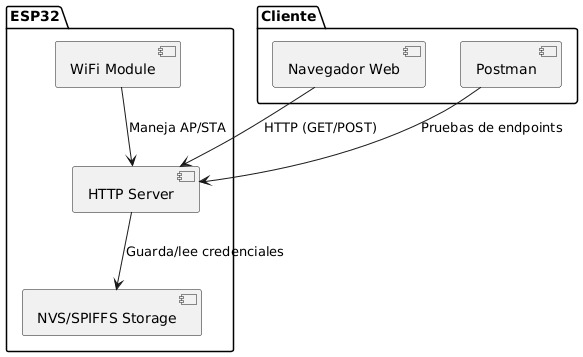 ESP32
Cliente
WiFi Module
Navegador Web
Postman
Maneja AP/STA
HTTP (GET/POST)
Pruebas de endpoints
HTTP Server
Guarda/lee credenciales
NVS/SPIFFS Storage